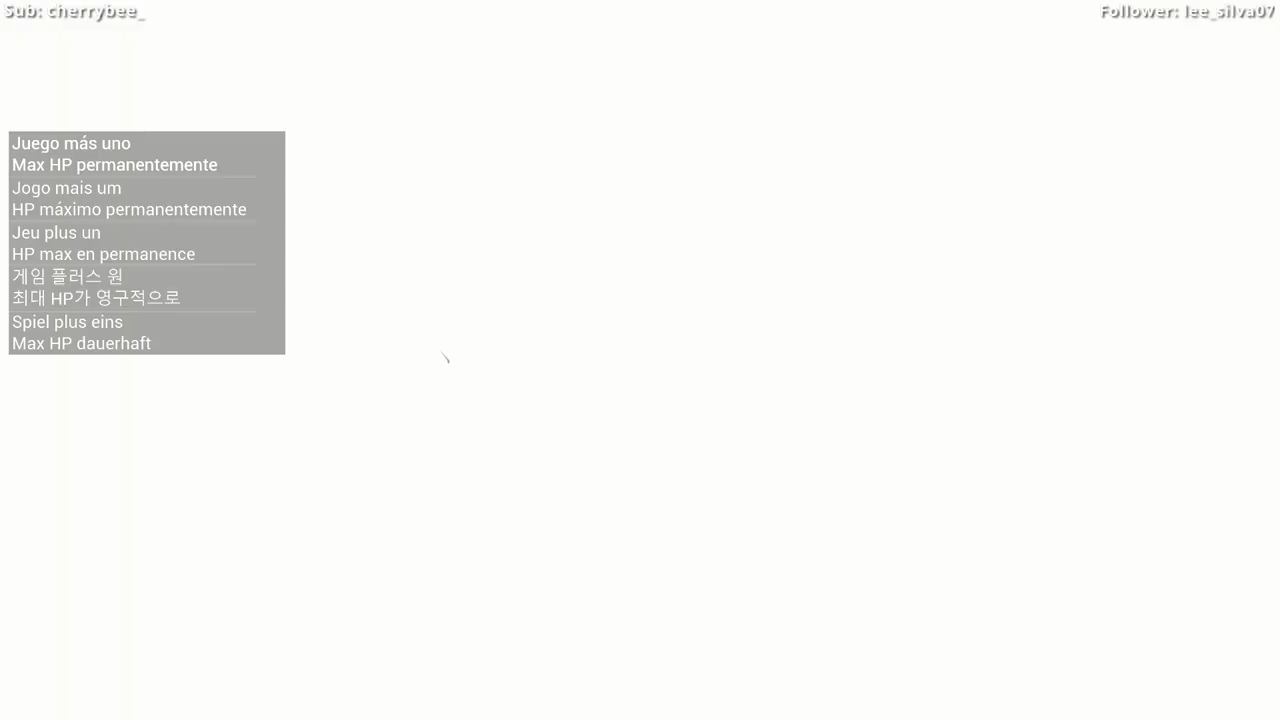 Sub: cherrybee_
Follower: lee_silva07
Juego más uno
Max HP permanentemente
Jogo mais um
HP máximo permanentemente
Jeu plus un
HP max en permanence
게임 플러스 원
최대 HP가 영구적으로
Spiel plus eins
Max HP dauerhaft